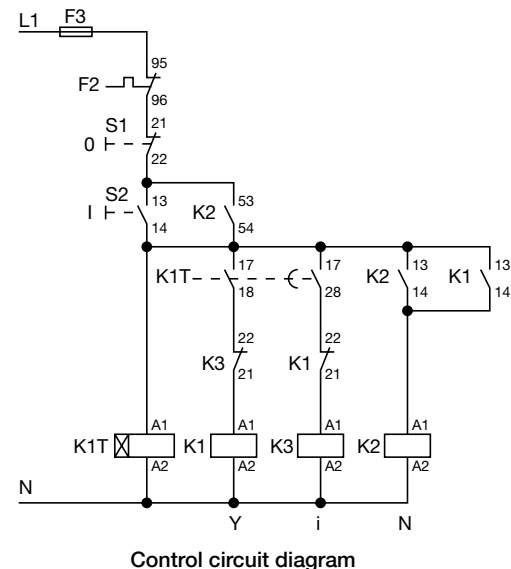 L1 F3
95
F2
96
S1 21
0
22
S2 13 53
I K2
14 54
17 17 13 13
K1T K2 K1
18 28 14 14
22 22
K3 K1
21 21
A1 A1 A1 A1
K1T K1 K3 K2
A2 A2 A2 A2
N
Y i N
Control circuit diagram